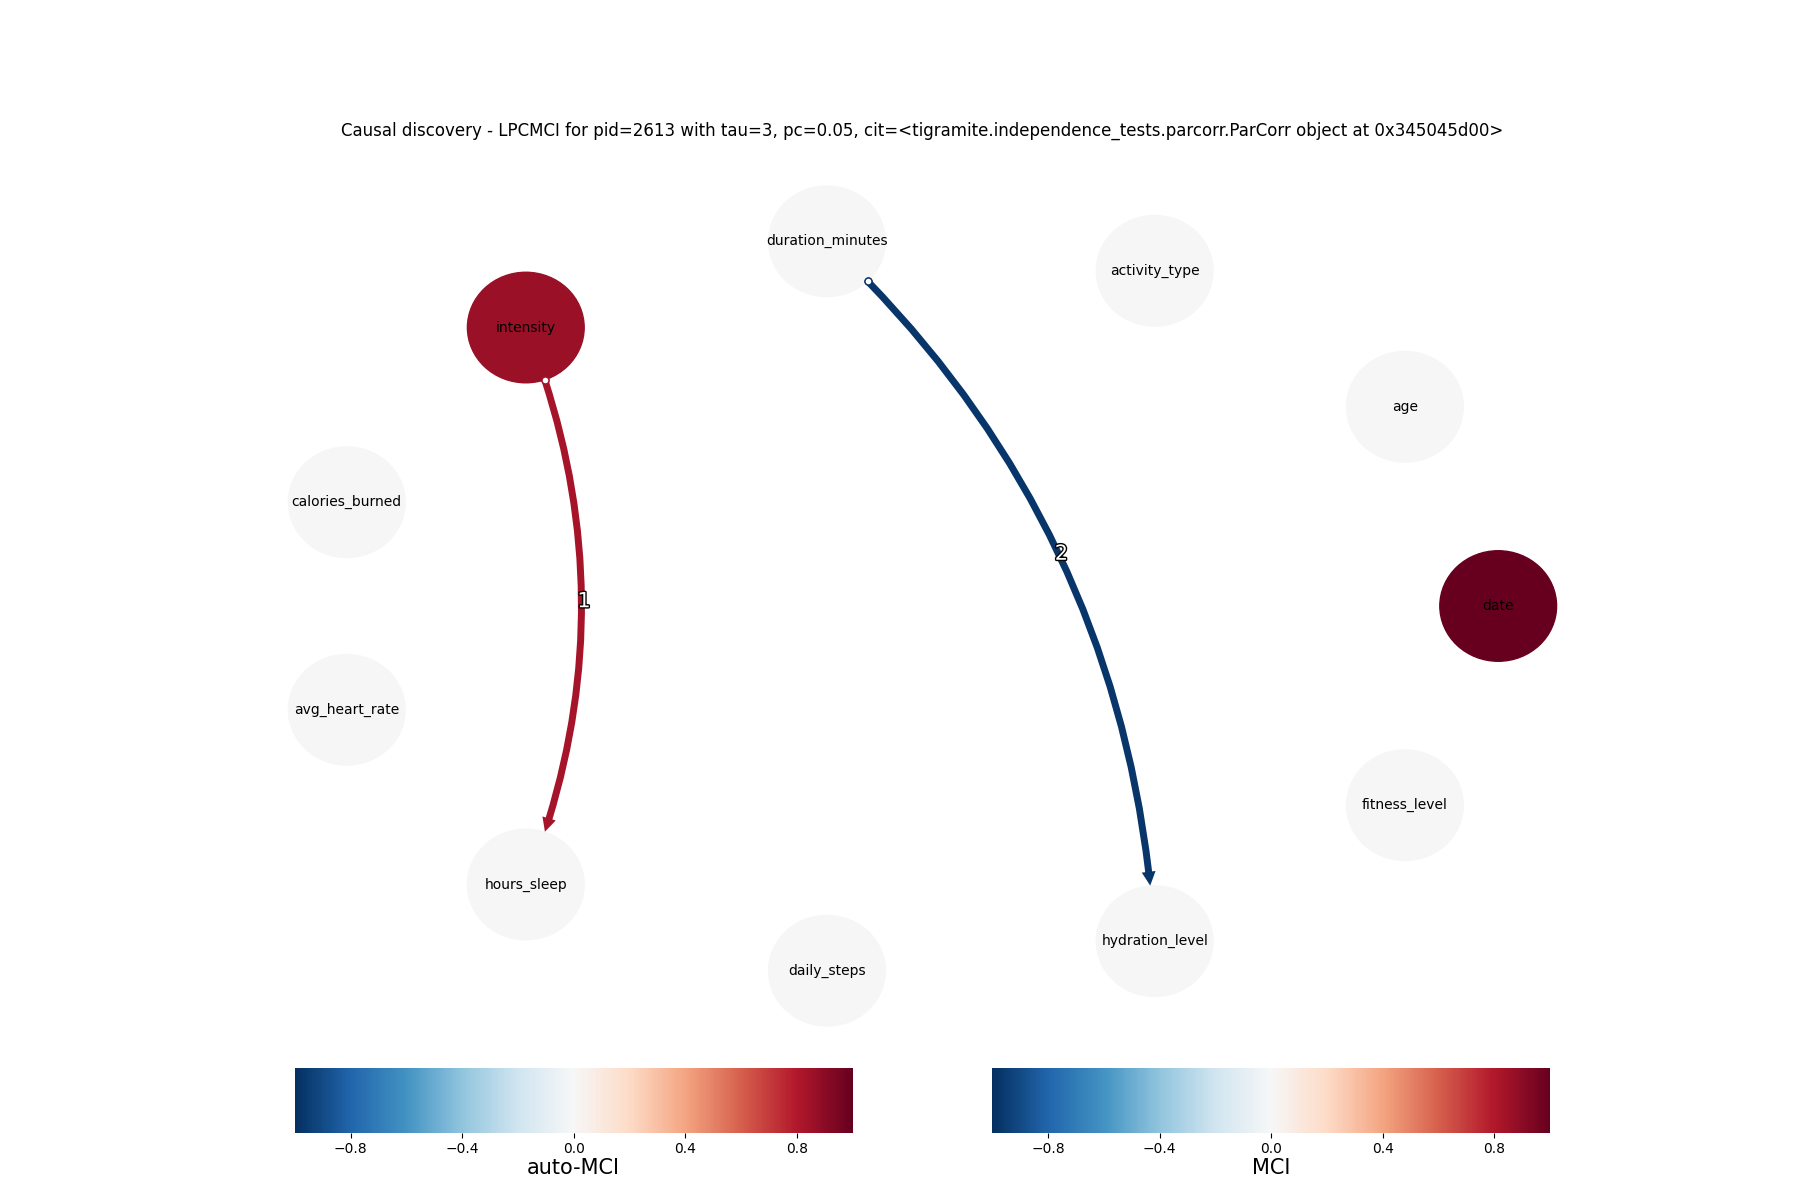 Causal discovery - LPCMCI for pid=2613 with tau=3, pc=0.05, cit=<tigramite.independence_tests.parcorr.ParCorr object at 0x345045d00>
duration_minutes
activity_type
intensity
age
calories_burned
2
1
date
avg_heart_rate
fitness_level
hours_sleep
hydration_level
daily_steps
−0.8 −0.4 0.0 0.4 0.8
auto-MCI
−0.8 −0.4 0.0 0.4 0.8
MCI